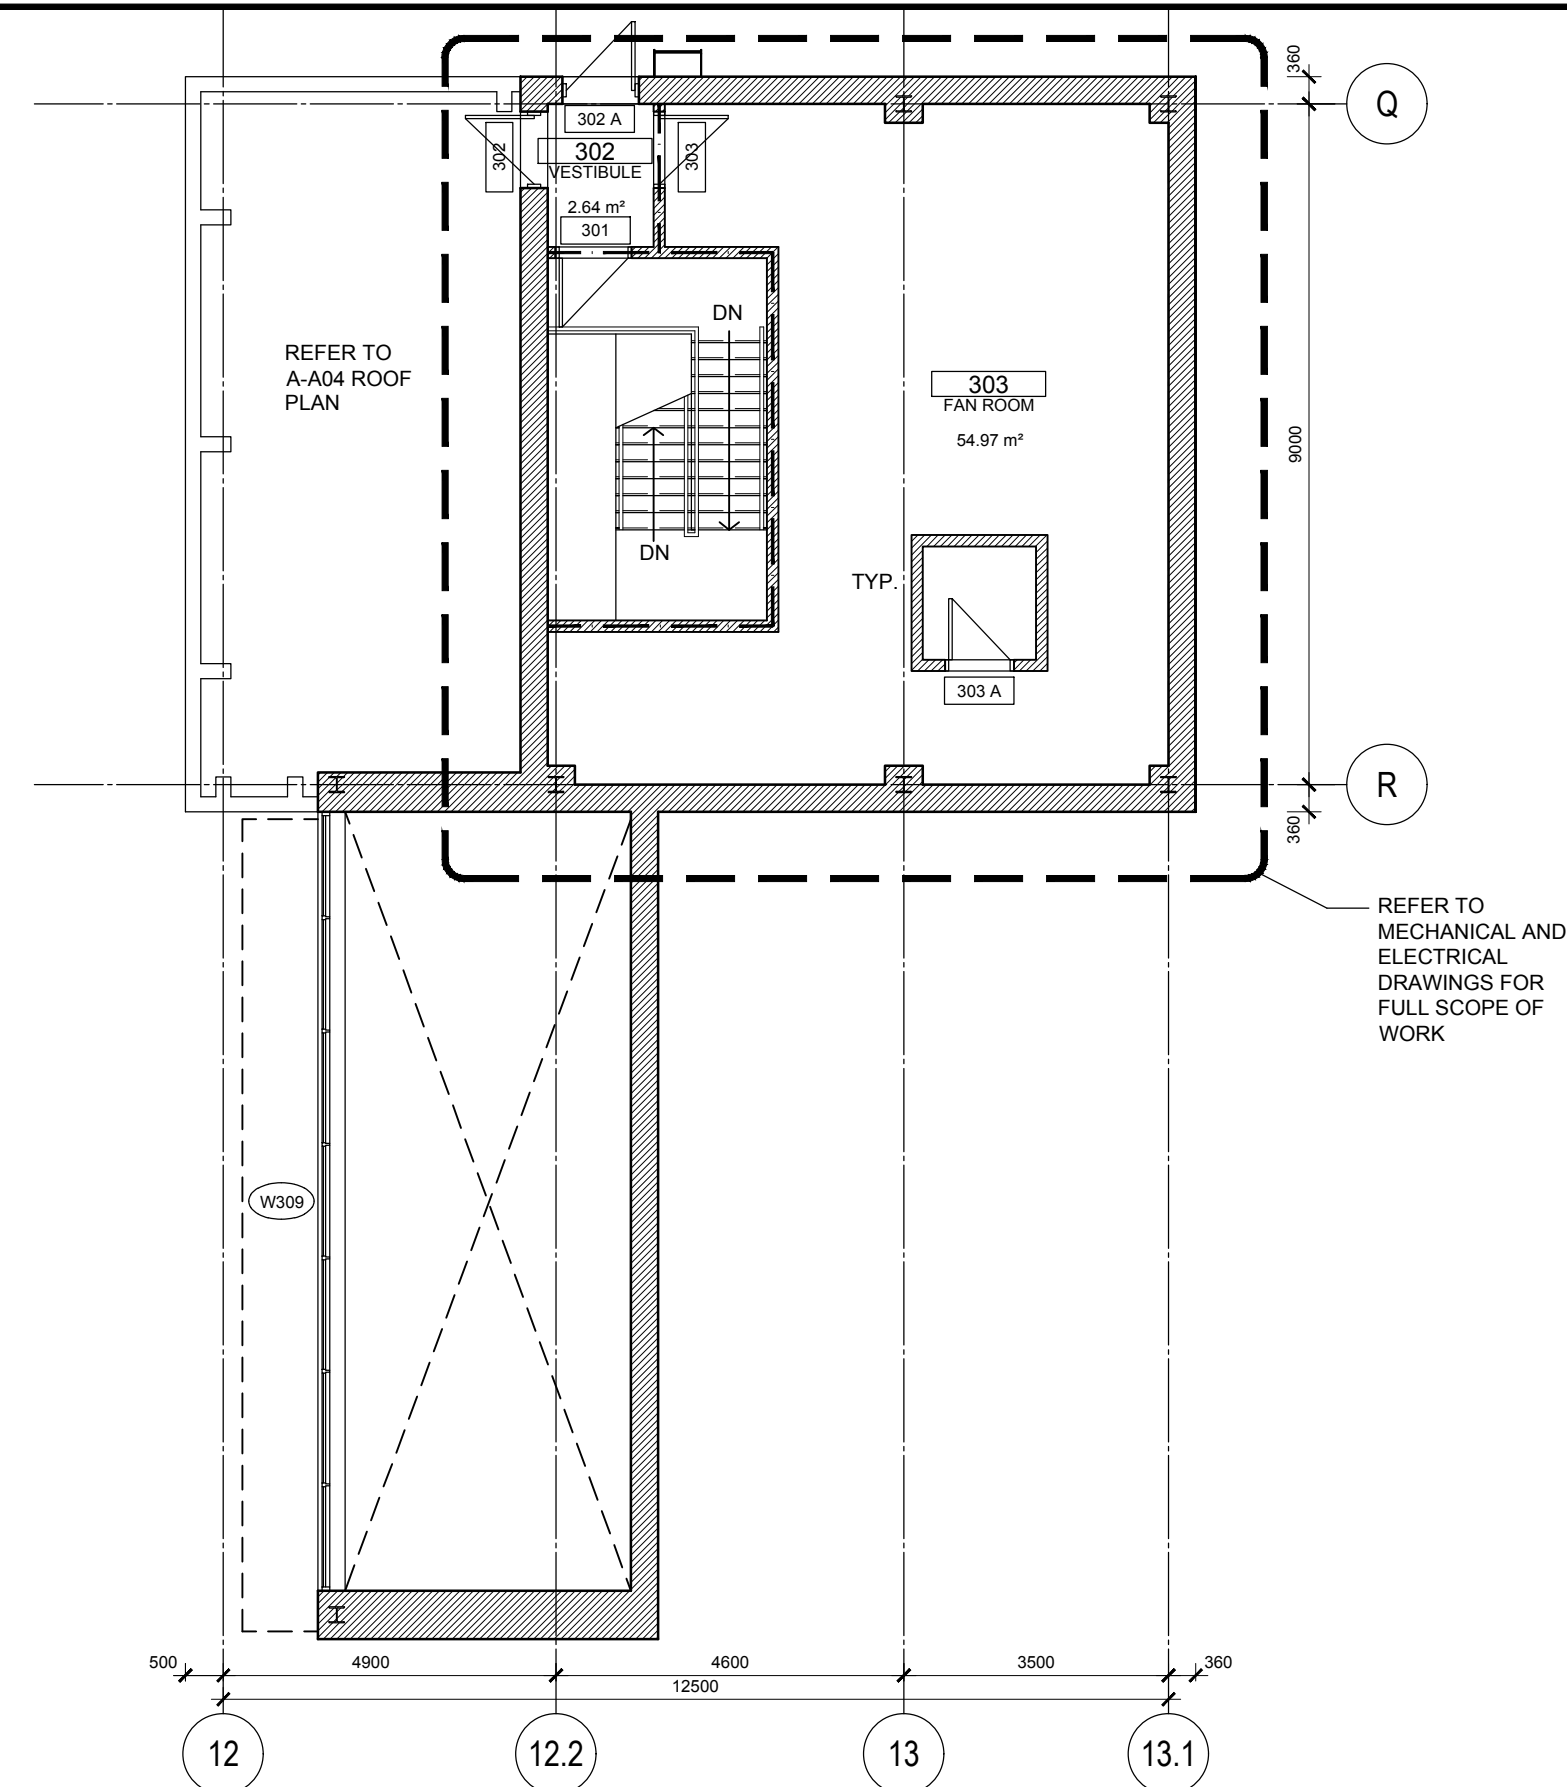 360
Q
302 A
302
302
VESTIBULE
303
2.64 m²
301
DN
REFER TO
A-A04 ROOF
PLAN
303
FAN ROOM
54.97 m²
9000
DN
TYP.
303 A
R
360
REFER TO
MECHANICAL AND
ELECTRICAL
DRAWINGS FOR
FULL SCOPE OF
WORK
W309
500
4900
4600
3500
360
12500
12
12.2
13
13.1